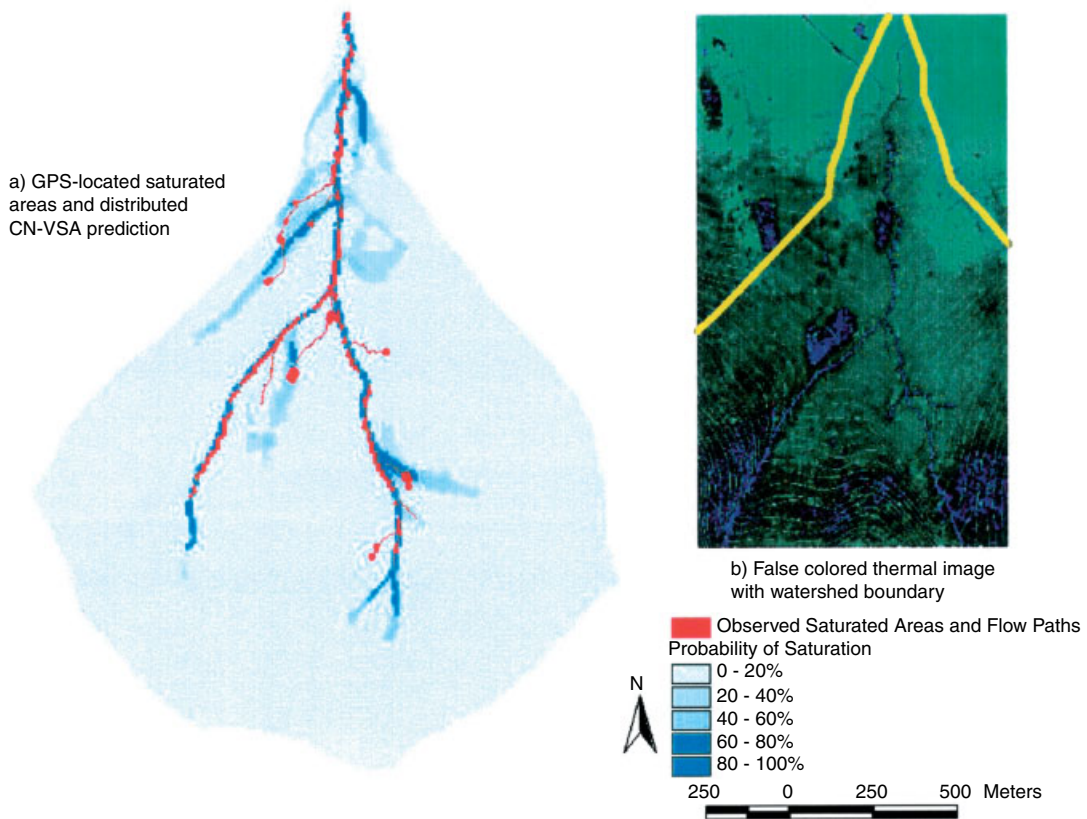 a) GPS-located saturated
areas and distributed
CN-VSA prediction
b) False colored thermal image
with watershed boundary
Observed Saturated Areas and Flow Paths
Probability of Saturation
0 - 20%
20 - 40%
40 - 60%
60 - 80%
80 - 100%
N
250 0 250 500 Meters